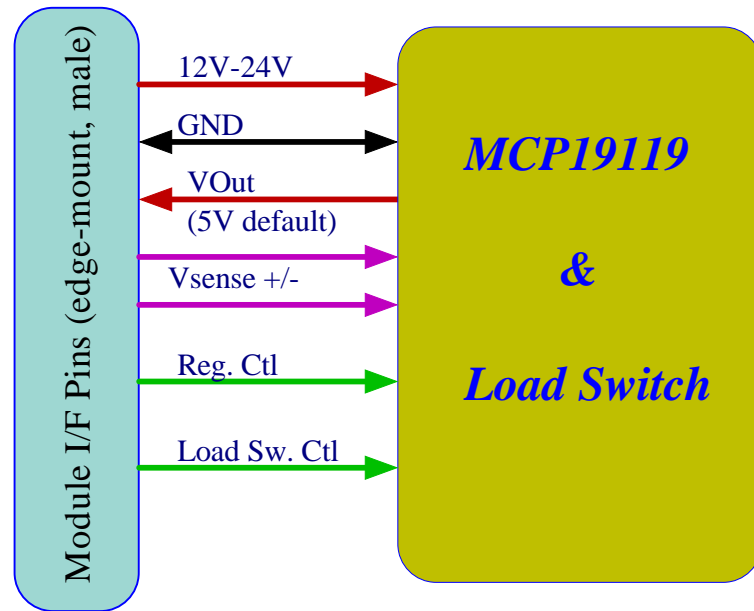 Module I/F Pins (edge-mount, male)
12V-24V
GND
VOut
(5V default)
Vsense +/-
Reg. Ctl
Load Sw. Ctl
MCP19119
&
Load Switch